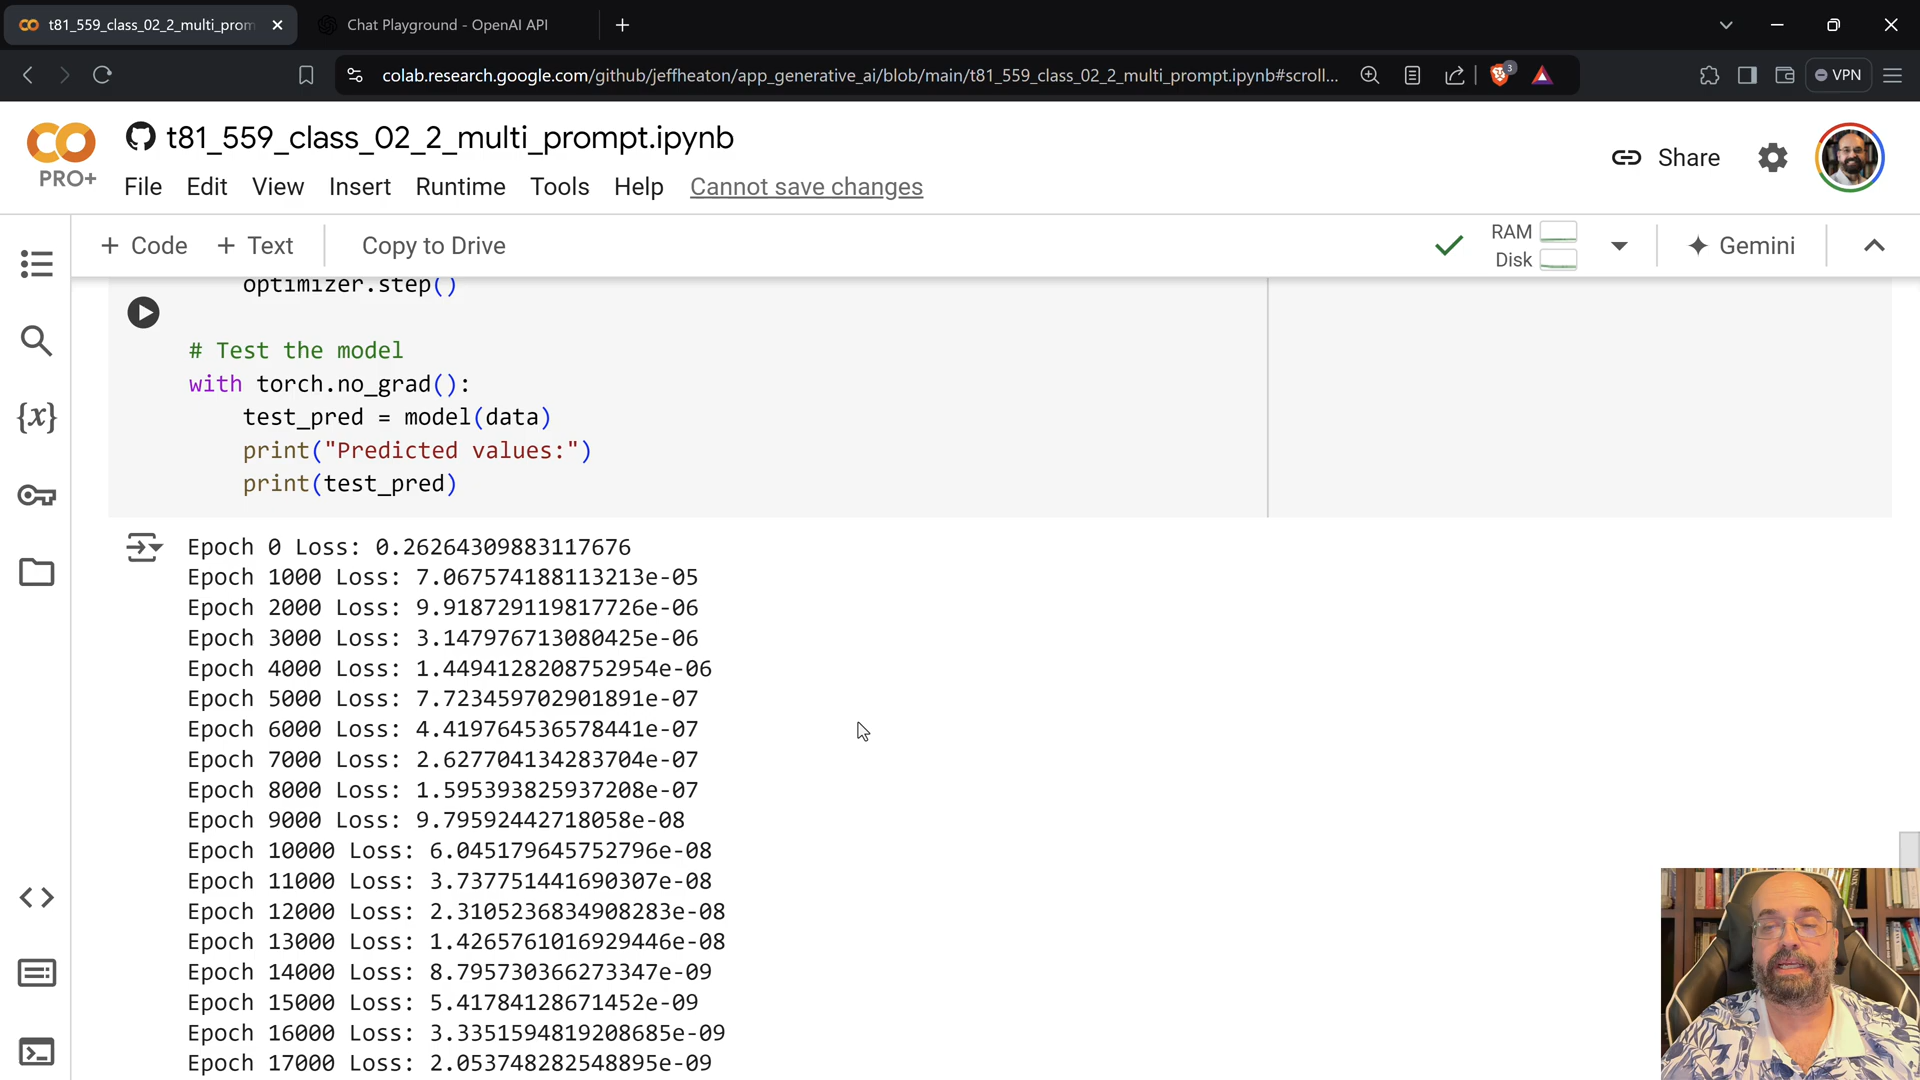 t81_559_class_02_2_multi_prom
Chat Playground - OpenAI API
colab.research.google.com/github/jeffheaton/app_generative_ai/blob/main/t81_559_class_02_2_multi_prompt.ipynb#scroll...
3
VPN
PRO+
t81_559_class_02_2_multi_prompt.ipynb
Share
File Edit View Insert Runtime Tools Help Cannot save changes
+ Code + Text Copy to Drive
RAM
Disk
Gemini
{x}
optimizer.step()
# Test the model
with torch.no_grad():
test_pred = model(data)
print("Predicted values:")
print(test_pred)
Epoch 0 Loss: 0.26264309883117676
Epoch 1000 Loss: 7.067574188113213e-05
Epoch 2000 Loss: 9.918729119817726e-06
Epoch 3000 Loss: 3.147976713080425e-06
Epoch 4000 Loss: 1.4494128208752954e-06
Epoch 5000 Loss: 7.723459702901891e-07
Epoch 6000 Loss: 4.419764536578441e-07
Epoch 7000 Loss: 2.627704134283704e-07
Epoch 8000 Loss: 1.595393825937208e-07
Epoch 9000 Loss: 9.79592442718058e-08
Epoch 10000 Loss: 6.045179645752796e-08
Epoch 11000 Loss: 3.737751441690307e-08
Epoch 12000 Loss: 2.3105236834908283e-08
Epoch 13000 Loss: 1.4265761016929446e-08
Epoch 14000 Loss: 8.795730366273347e-09
Epoch 15000 Loss: 5.41784128671452e-09
Epoch 16000 Loss: 3.3351594819208685e-09
Epoch 17000 Loss: 2.053748282548895e-09